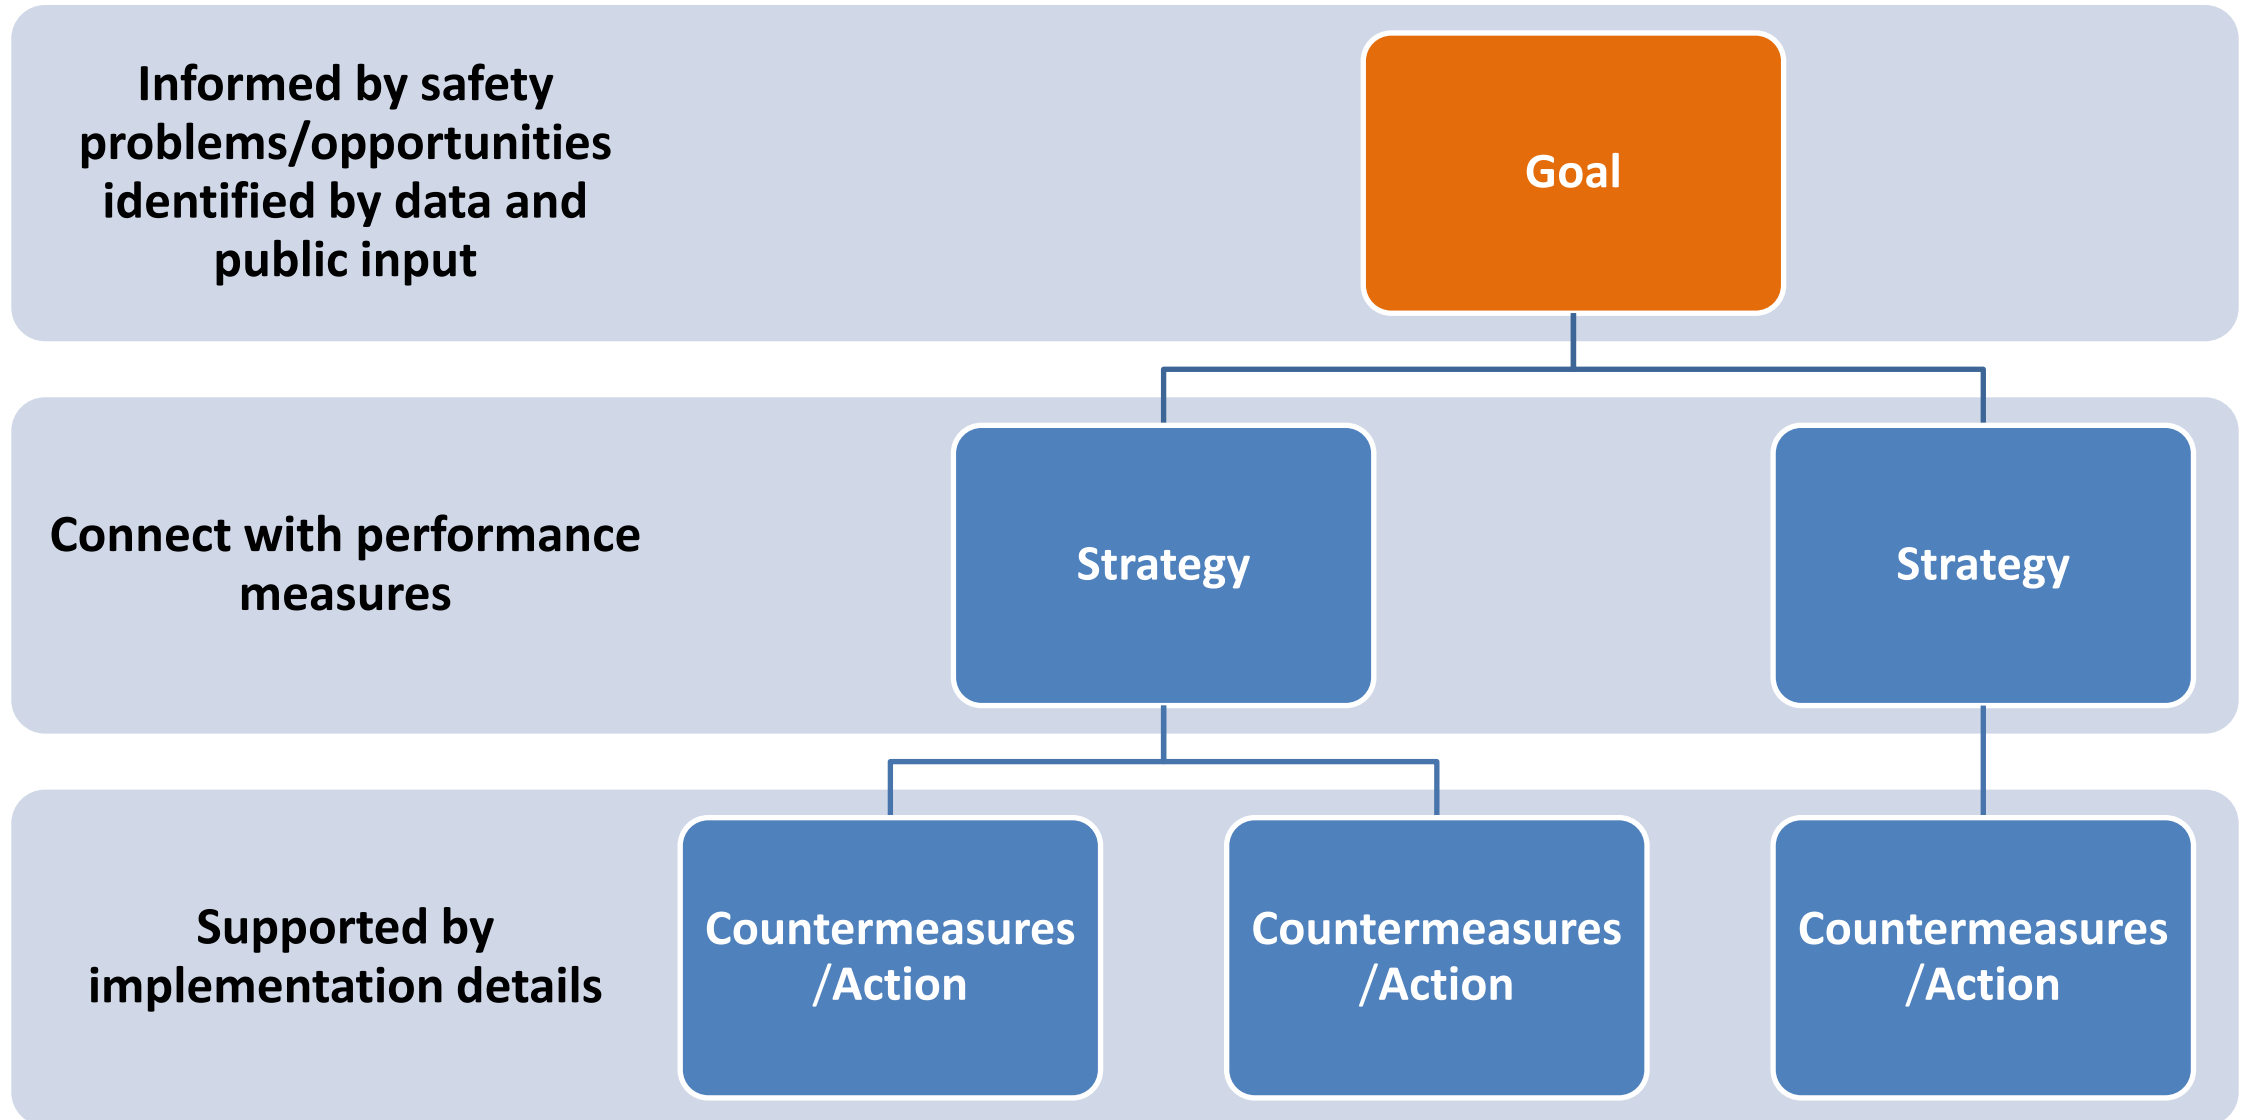 Informed by safety
problems/opportunities
identified by data and
public input
Goal
Connect with performance
measures
Strategy
Strategy
Supported by
implementation details
Countermeasures
/Action
Countermeasures
/Action
Countermeasures
/Action